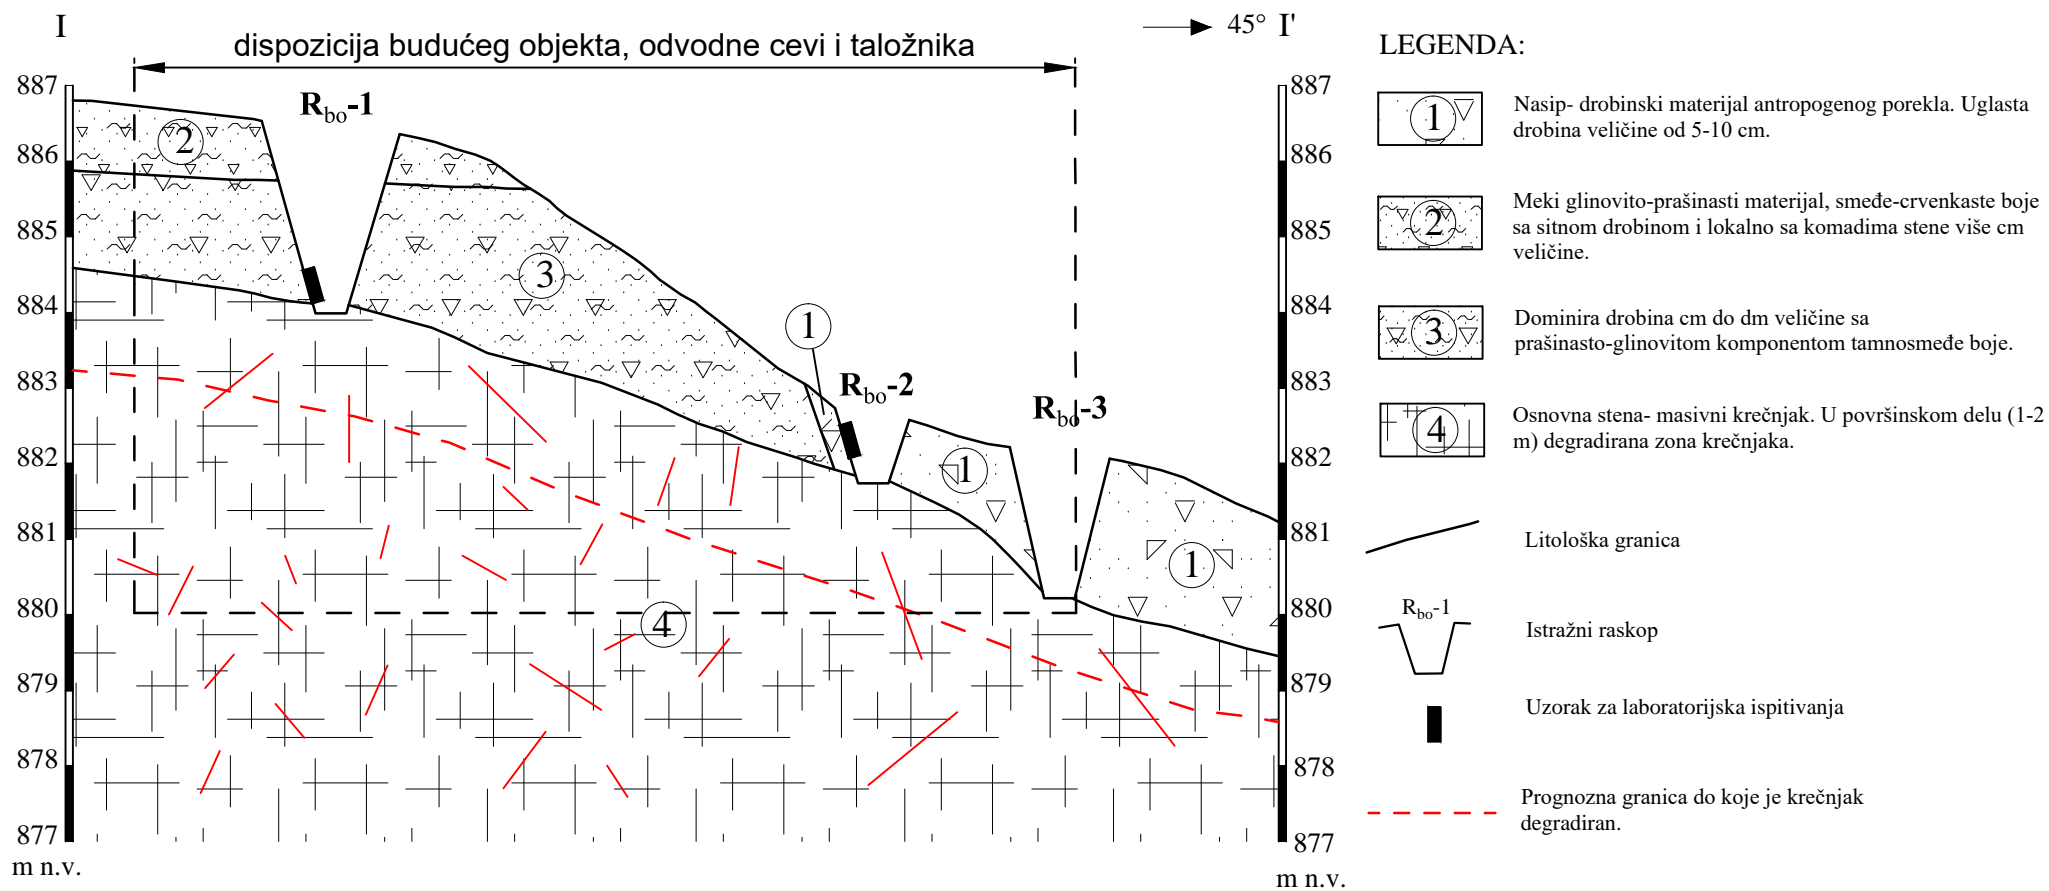 I
45° I'
dispozicija budućeg objekta, odvodne cevi i taložnika
887
886
885
884
883
882
881
880
879
878
877
m n.v.
R_bo-1
R_bo-2
R_bo-3
2
3
1
1
1
4
887
886
885
884
883
882
881
880
879
878
877
m n.v.
LEGENDA:
1
Nasip- drobinski materijal antropogenog porekla. Uglasta
drobina veličine od 5-10 cm.
2
Meki glinovito-prašinasti materijal, smeđe-crvenkaste boje
sa sitnom drobinom i lokalno sa komadima stene više cm
veličine.
3
Dominira drobina cm do dm veličine sa
prašinasto-glinovitom komponentom tamnosmeđe boje.
4
Osnovna stena- masivni krečnjak. U površinskom delu (1-2
m) degradirana zona krečnjaka.
Litološka granica
R_bo-1
Istražni raskop
Uzorak za laboratorijska ispitivanja
Prognozna granica do koje je krečnjak
degradiran.